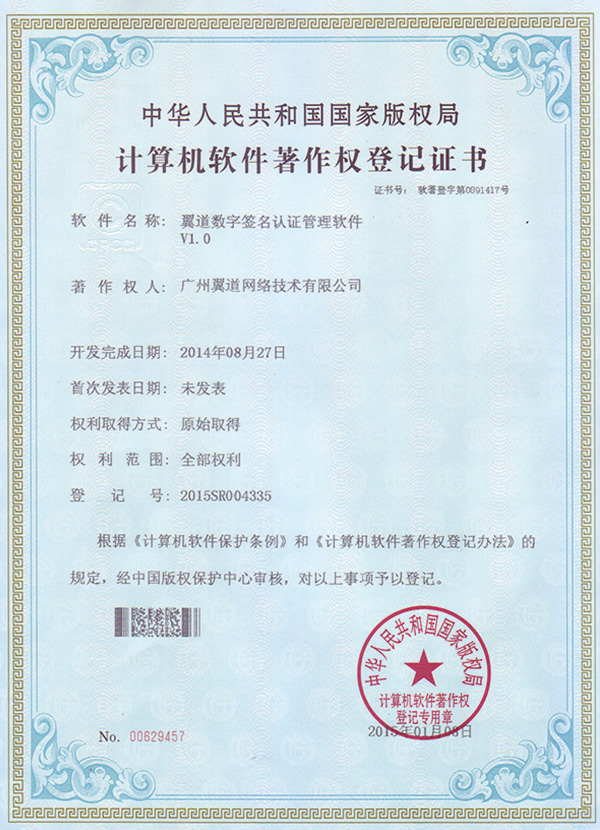 中华人民共和国国家版权局
计算机软件著作权登记证书
证书号： 软著登字第0891417号
软件名称： 翼道数字签名认证管理软件
V1.0
著作权人： 广州翼道网络技术有限公司
开发完成日期： 2014年08月27日
首次发表日期： 未发表
权利取得方式： 原始取得
权利范围： 全部权利
登记号： 2015SR004335
根据《计算机软件保护条例》和《计算机软件著作权登记办法》的
规定，经中国版权保护中心审核，对以上事项予以登记。
中华人民共和国国家版权局
计算机软件著作权
登记专用章
2015年01月08日
No. 00629457